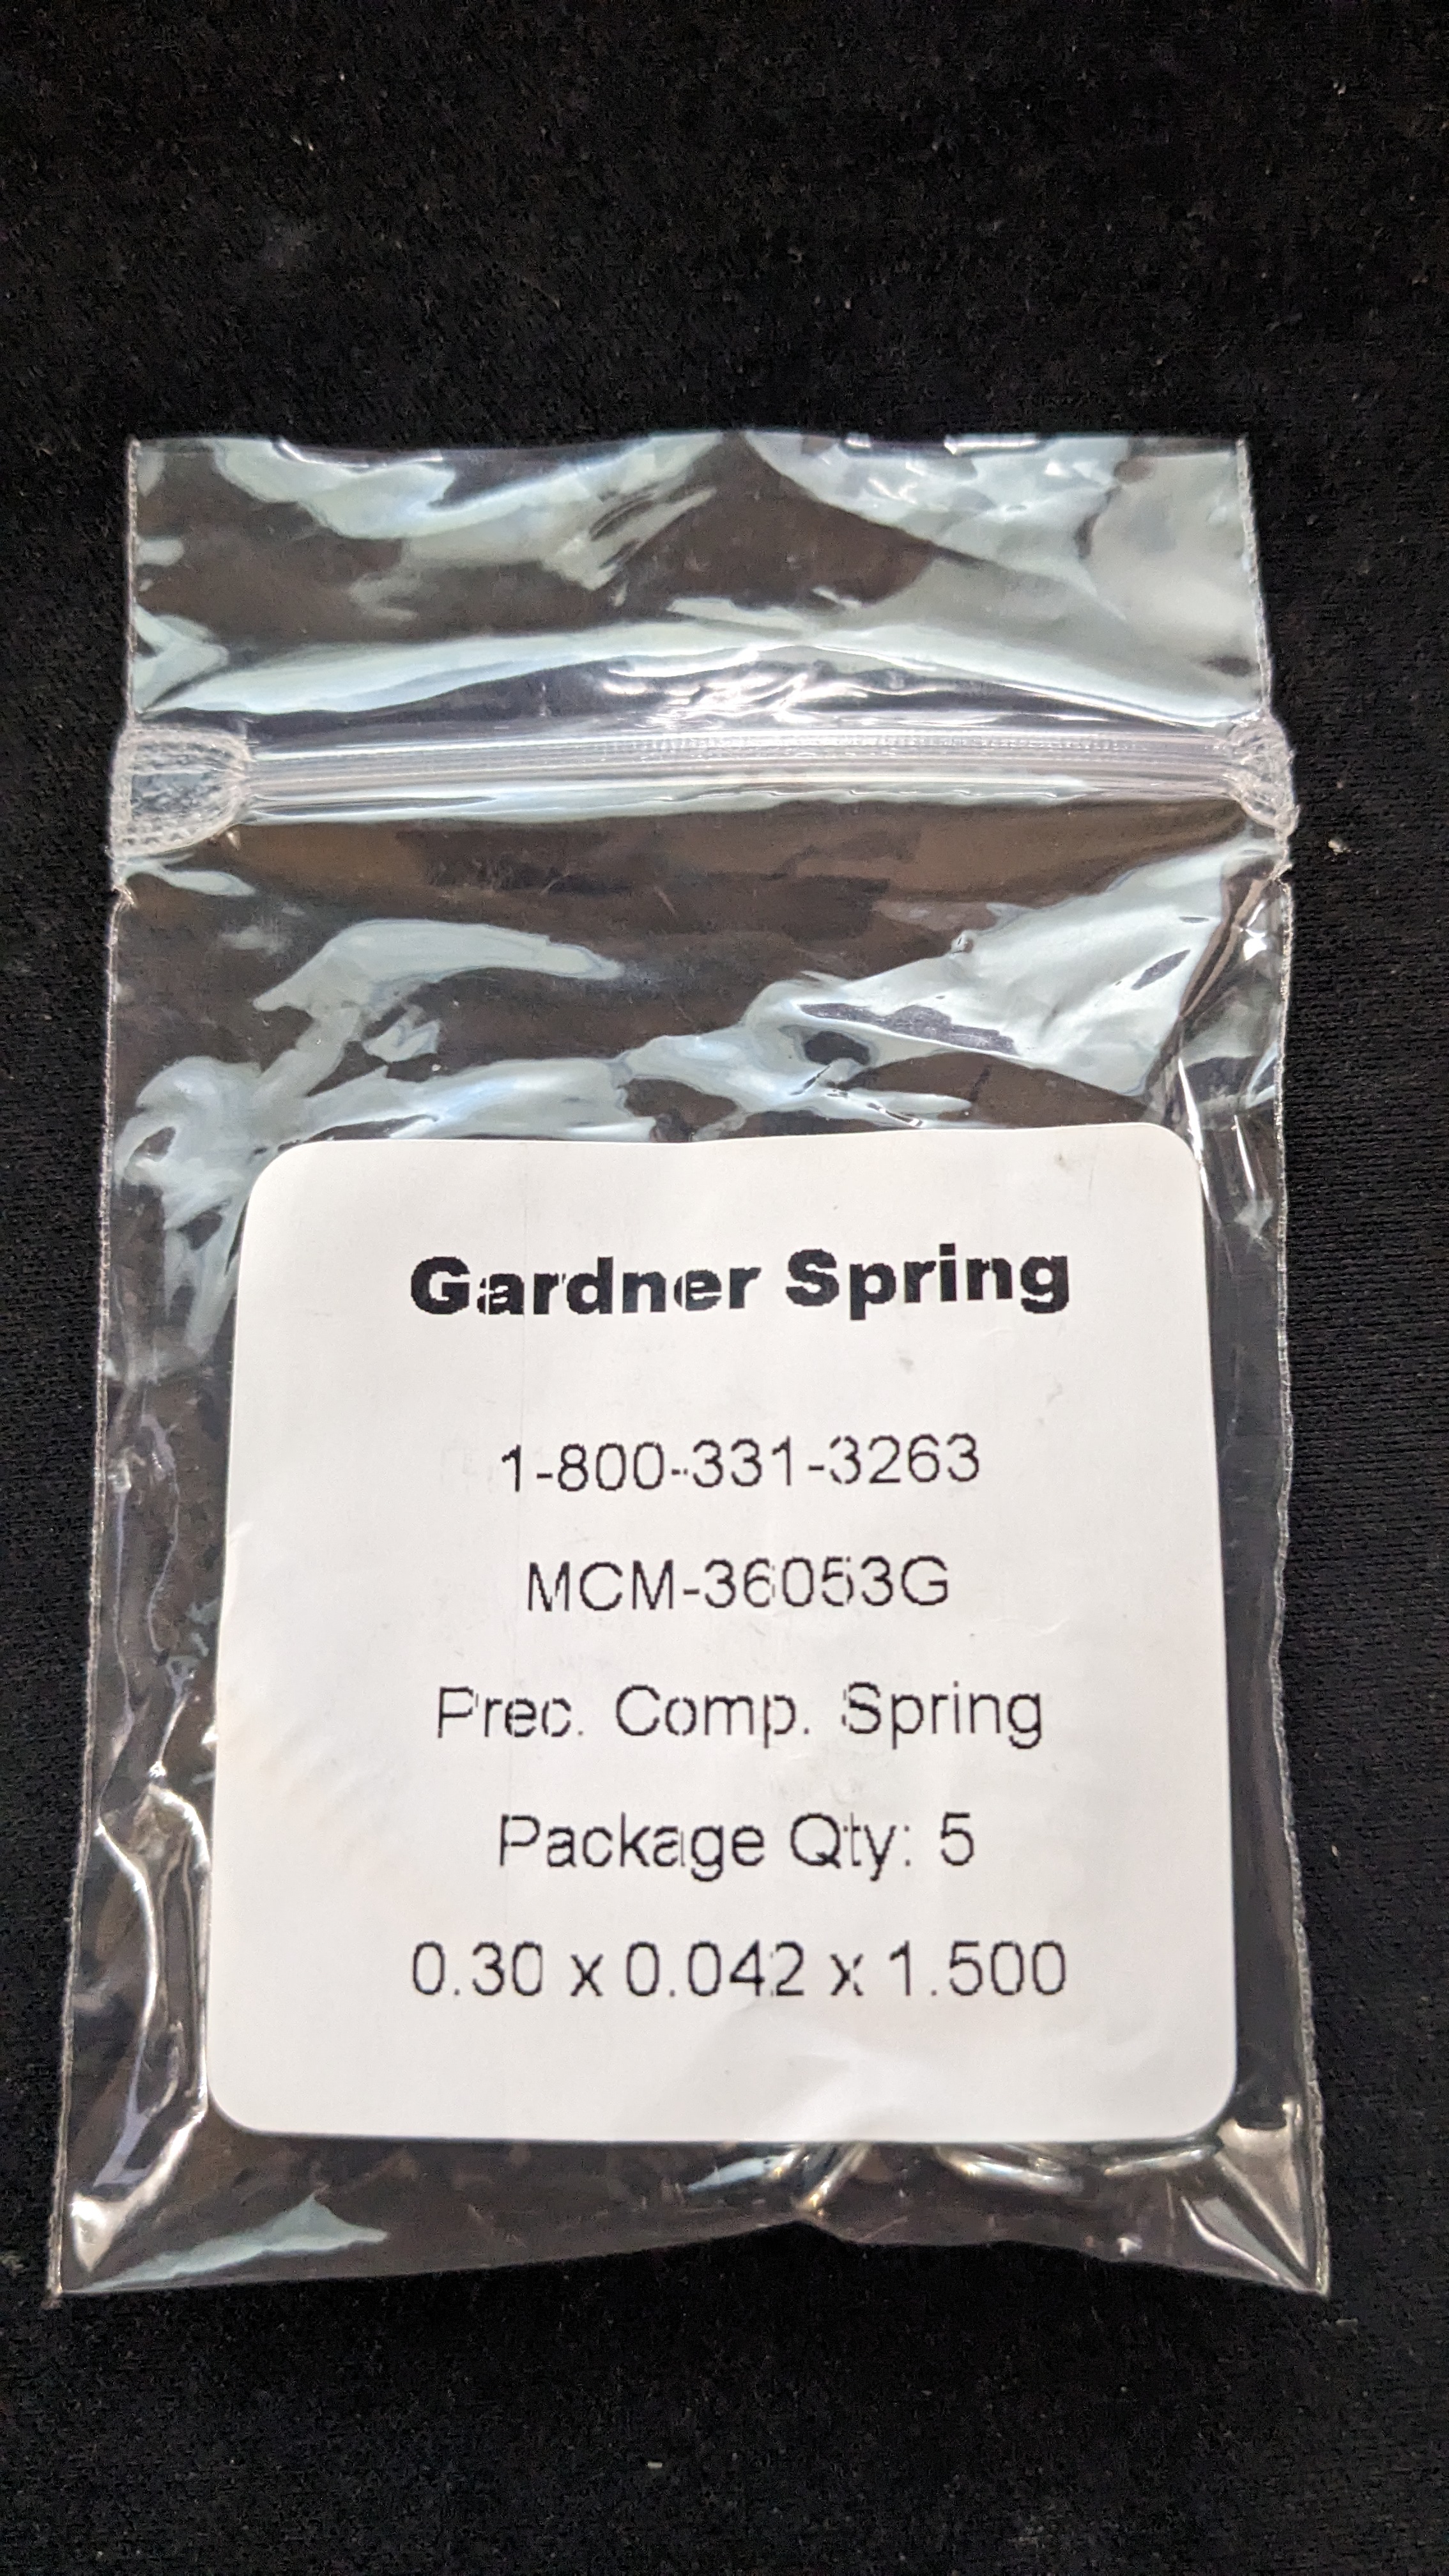 Gardner Spring
1-800-331-3263
MCM-36053G
Prec. Comp. Spring
Package Qty: 5
0.30 x 0.042 x 1.500